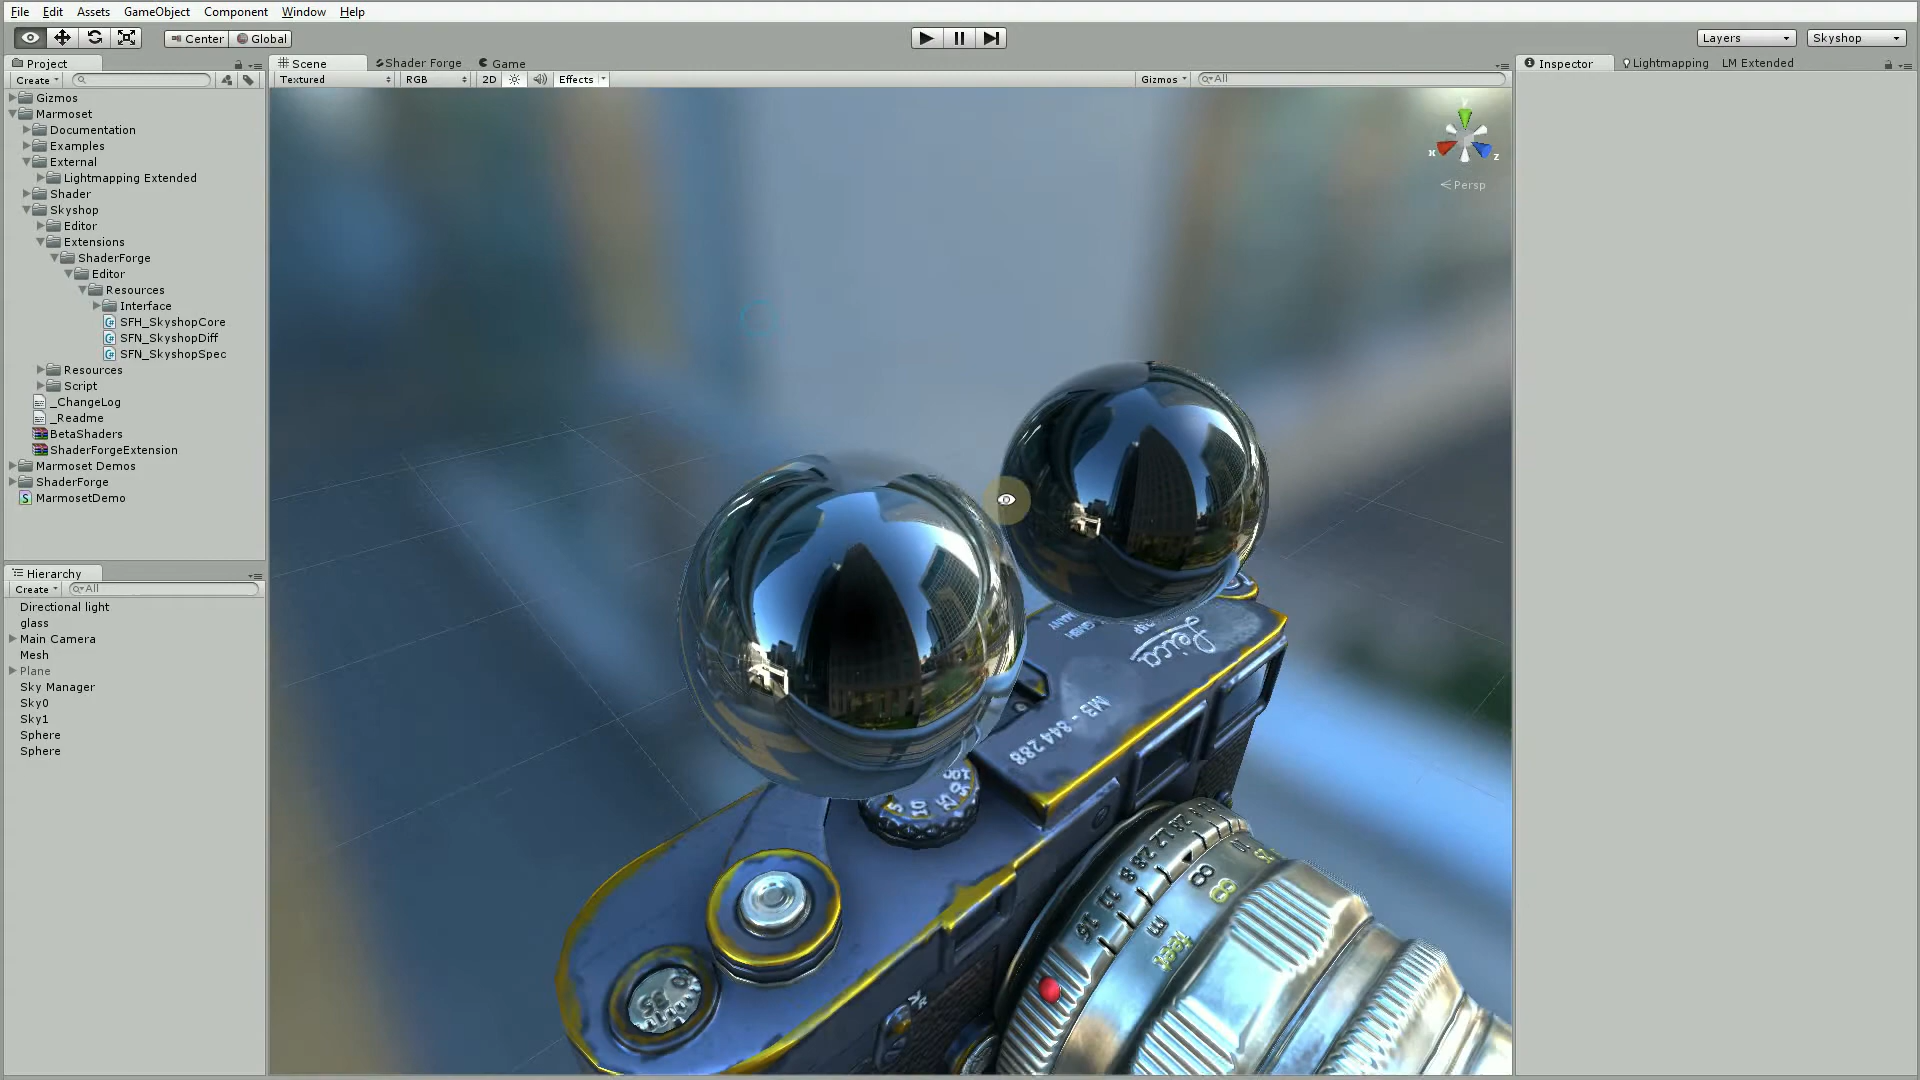 File Edit Assets GameObject Component Window Help
Center Global Layers Skyshop
Project
Create
Gizmos
Marmoset
Documentation
Examples
External
Lightmapping Extended
Shader
Skyshop
Editor
Extensions
ShaderForge
Editor
Resources
Interface
SFH_SkyshopCore
SFN_SkyshopDiff
SFN_SkyshopSpec
Resources
Script
_ChangeLog
_Readme
BetaShaders
ShaderForgeExtension
Marmoset Demos
ShaderForge
MarmosetDemo
Hierarchy
Create All
Directional light
glass
Main Camera
Mesh
Plane
Sky Manager
Sky0
Sky1
Sphere
Sphere
Scene Shader Forge Game
Textured RGB 2D Effects Gizmos All
y
x z
Persp
Leica
M3 - 844 288
feet
m
Inspector Lightmapping LM Extended